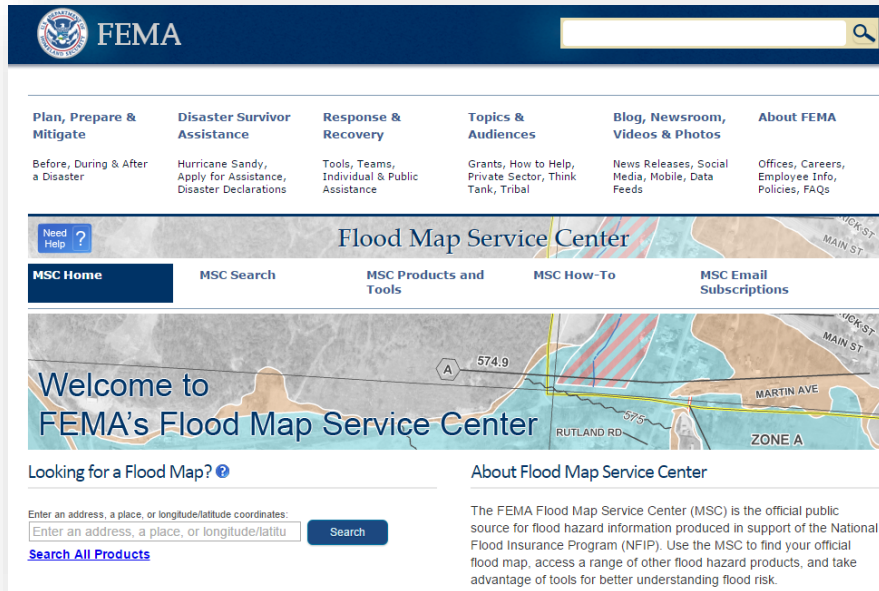 FEMA
Plan, Prepare &
Mitigate
Before, During & After
a Disaster
Disaster Survivor
Assistance
Hurricane Sandy,
Apply for Assistance,
Disaster Declarations
Response &
Recovery
Tools, Teams,
Individual & Public
Assistance
Topics &
Audiences
Grants, How to Help,
Private Sector, Think
Tank, Tribal
Blog, Newsroom,
Videos & Photos
News Releases, Social
Media, Mobile, Data
Feeds
About FEMA
Offices, Careers,
Employee Info,
Policies, FAQs
Need
Help ?
Flood Map Service Center
MAIN ST
MSC Home
MSC Search
MSC Products and
Tools
MSC How-To
MSC Email
Subscriptions
A
574.9
MAIN ST
MARTIN AVE
575
RUTLAND RD
ZONE A
Welcome to
FEMA's Flood Map Service Center
Looking for a Flood Map? ?
Enter an address, a place, or longitude/latitude coordinates:
Enter an address, a place, or longitude/latitu
Search
Search All Products
About Flood Map Service Center
The FEMA Flood Map Service Center (MSC) is the official public
source for flood hazard information produced in support of the National
Flood Insurance Program (NFIP). Use the MSC to find your official
flood map, access a range of other flood hazard products, and take
advantage of tools for better understanding flood risk.